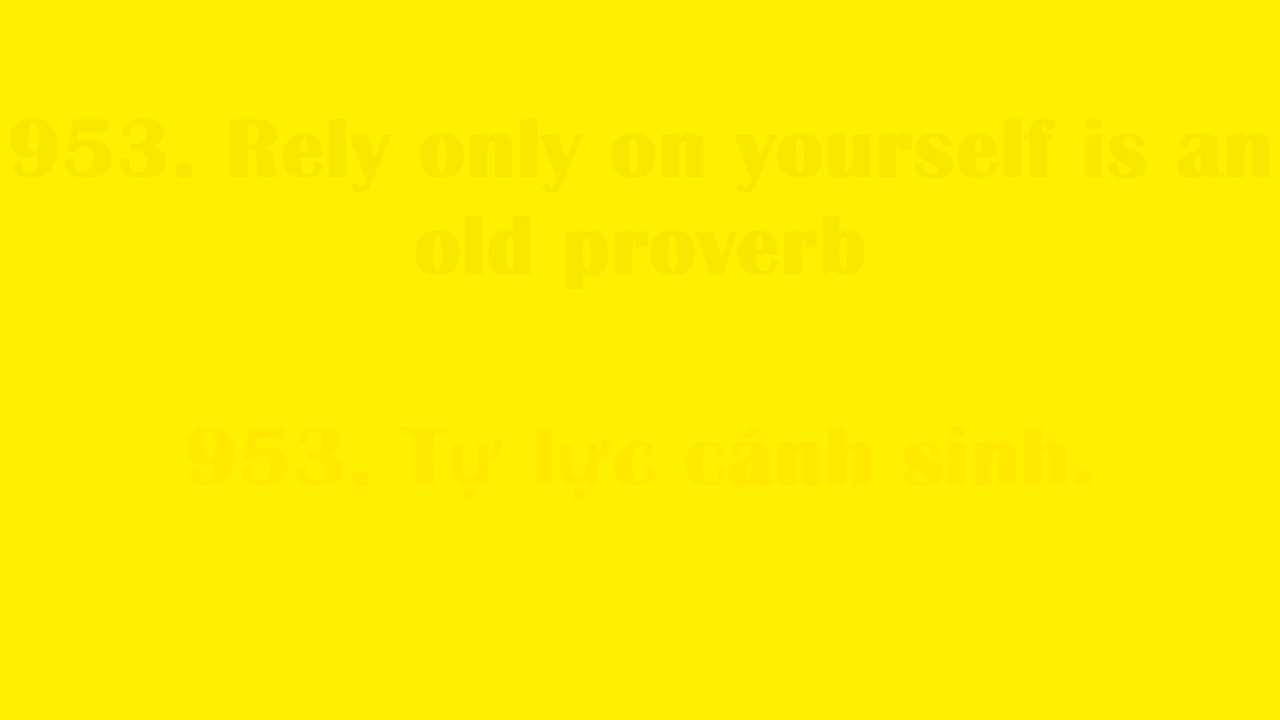 953. Rely only on yourself is an
old proverb
953. Tự lực cánh sinh.